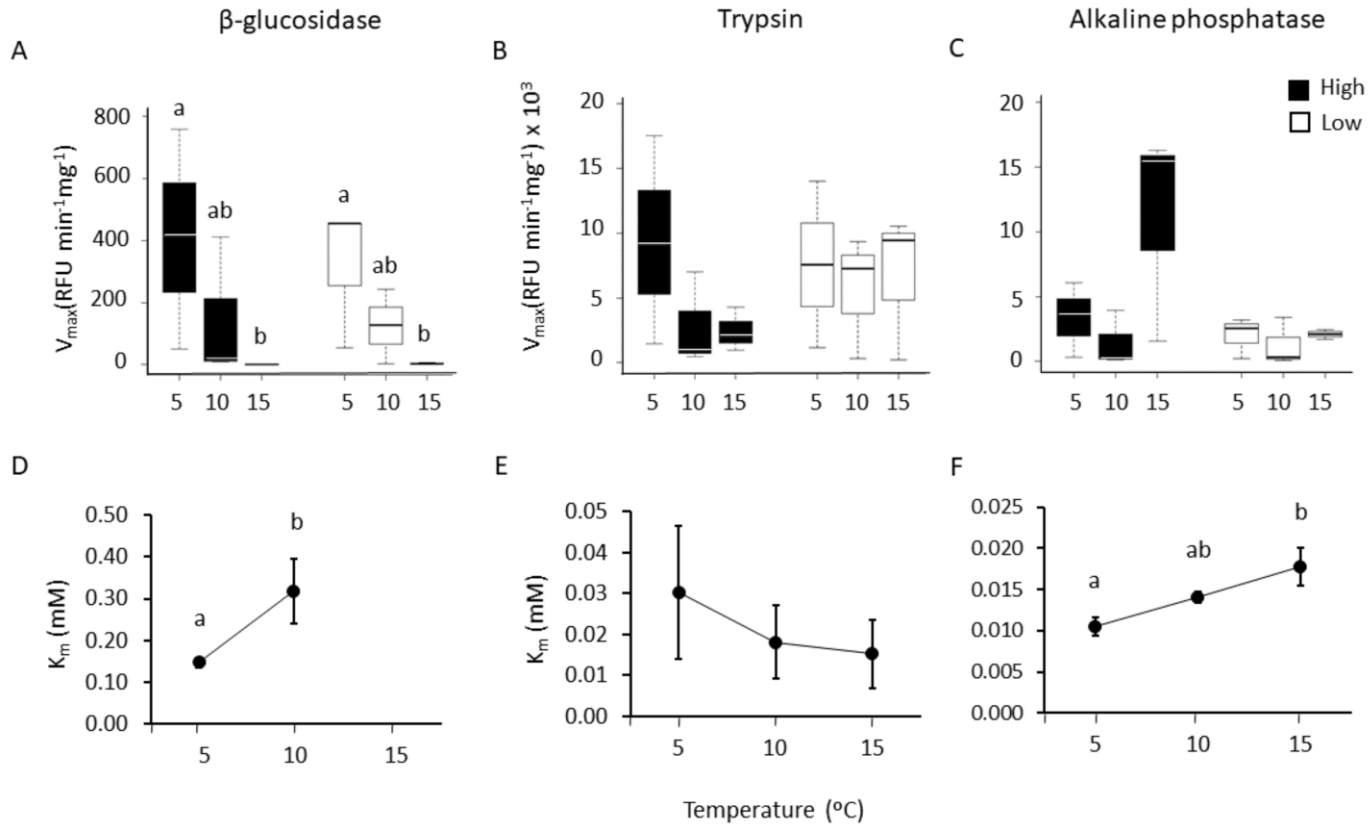 β-glucosidase
Trypsin
Alkaline phosphatase
A
B
C
High
Low
V_max(RFU min⁻¹mg⁻¹)
800
600
400
200
0
a
ab
b
a
ab
b
5 10 15 5 10 15
V_max(RFU min⁻¹mg⁻¹) x 10³
20
15
10
5
0
5 10 15 5 10 15
20
15
10
5
0
5 10 15 5 10 15
D
E
F
K_m (mM)
0.50
0.40
0.30
0.20
0.10
0.00
a
b
5 10 15
K_m (mM)
0.05
0.04
0.03
0.02
0.01
0.00
5 10 15
0.025
0.020
0.015
0.010
0.005
0.000
a
ab
b
5 10 15
Temperature (ºC)